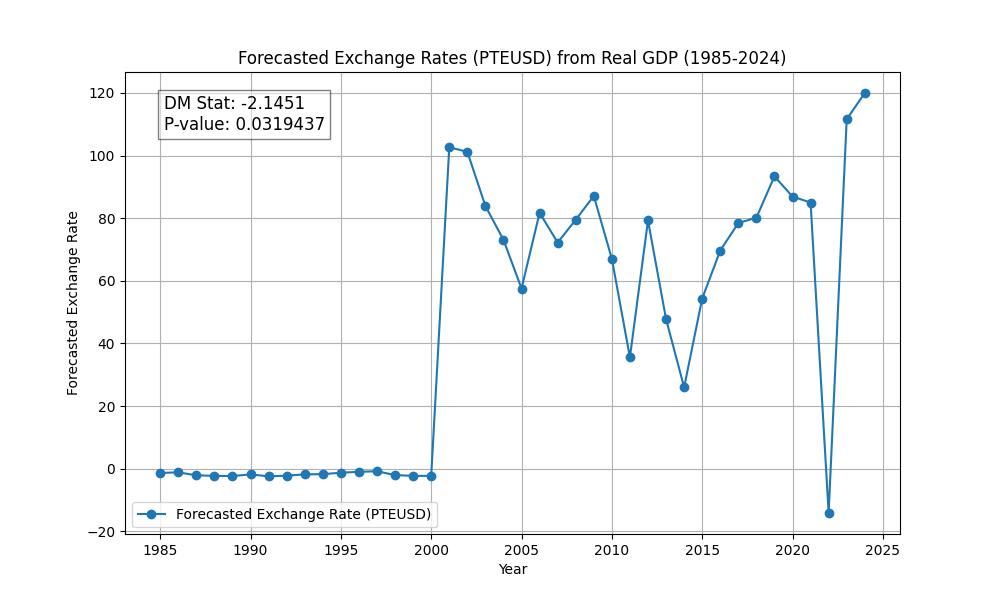 Forecasted Exchange Rates (PTEUSD) from Real GDP (1985-2024)
DM Stat: -2.1451
P-value: 0.0319437
Forecasted Exchange Rate
120
100
80
60
40
20
0
−20
Forecasted Exchange Rate (PTEUSD)
1985 1990 1995 2000 2005 2010 2015 2020 2025
Year